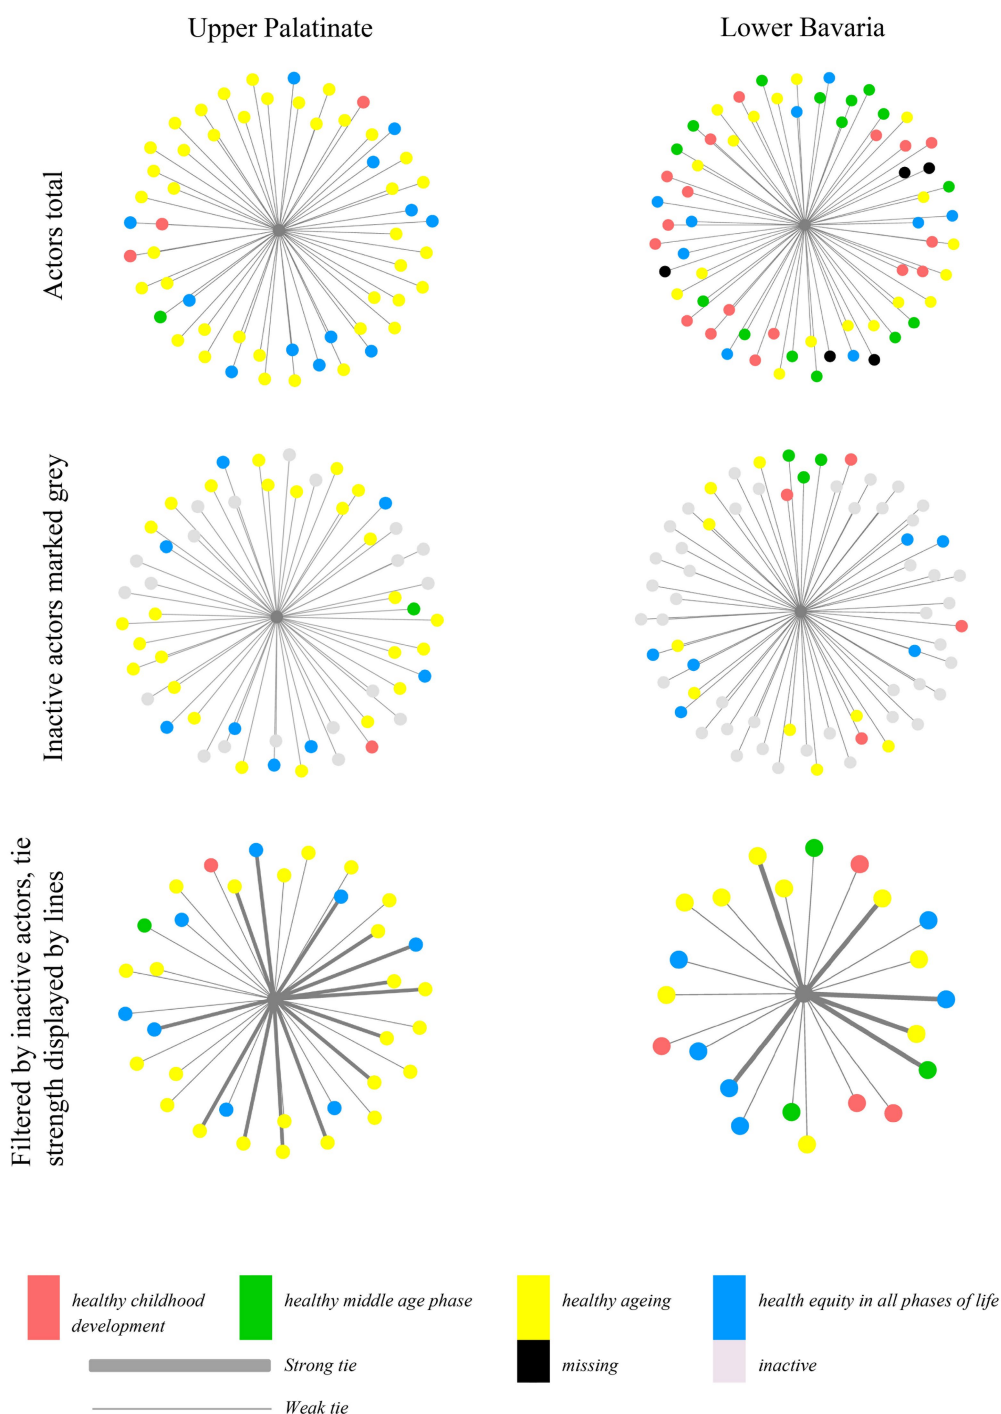 Upper Palatinate
Lower Bavaria
Actors total
Inactive actors marked grey
Filtered by inactive actors, tie
strength displayed by lines
healthy childhood
development
healthy middle age phase
healthy ageing
health equity in all phases of life
Strong tie
missing
inactive
Weak tie